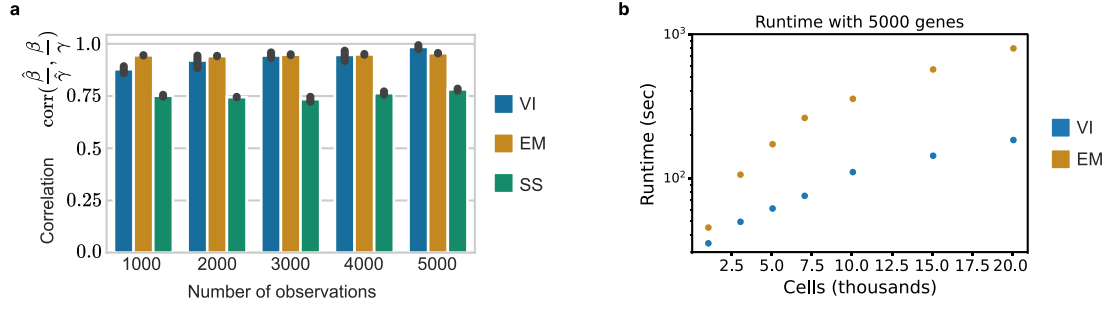 a
Correlation corr(β̂/γ̂, β/γ)
1.0
0.75
0.5
0.25
0.0
1000 2000 3000 4000 5000
Number of observations
VI
EM
SS
b
Runtime with 5000 genes
Runtime (sec)
10³
10²
2.5 5.0 7.5 10.0 12.5 15.0 17.5 20.0
Cells (thousands)
VI
EM